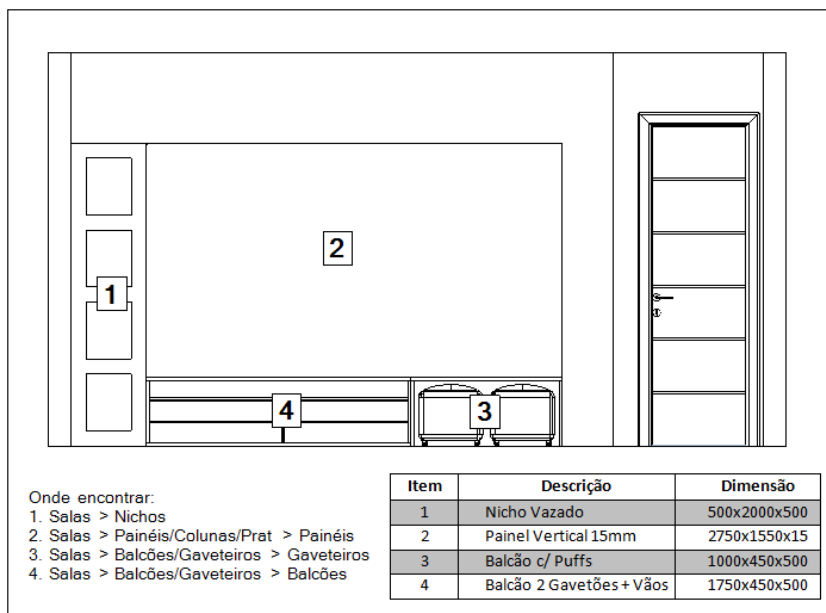 2
1
4
3
Onde encontrar:
1. Salas > Nichos
2. Salas > Painéis/Colunas/Prat > Painéis
3. Salas > Balcões/Gaveteiros > Gaveteiros
4. Salas > Balcões/Gaveteiros > Balcões
Item Descrição Dimensão
1 Nicho Vazado 500x2000x500
2 Painel Vertical 15mm 2750x1550x15
3 Balcão c/ Puffs 1000x450x500
4 Balcão 2 Gavetões + Vãos 1750x450x500